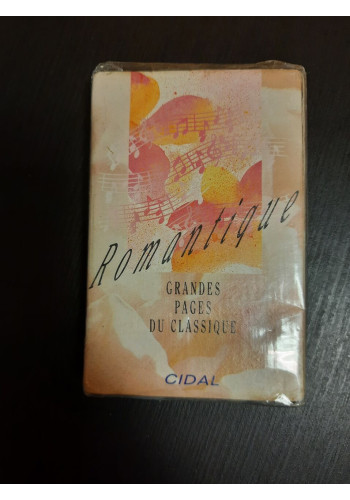 Romantique
GRANDES
PAGES
DU CLASSIQUE
CIDAL